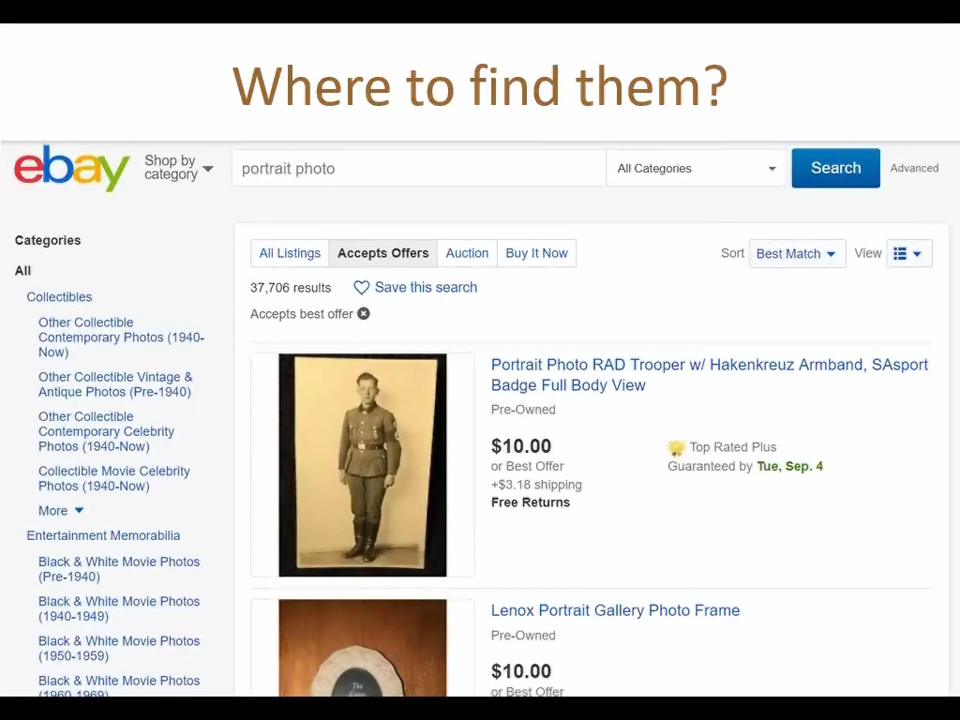 Where to find them?
ebay
Shop by
category
portrait photo
All Categories
Search
Advanced
Categories
All
Collectibles
Other Collectible
Contemporary Photos (1940-
Now)
Other Collectible Vintage &
Antique Photos (Pre-1940)
Other Collectible
Contemporary Celebrity
Photos (1940-Now)
Collectible Movie Celebrity
Photos (1940-Now)
More
Entertainment Memorabilia
Black & White Movie Photos
(Pre-1940)
Black & White Movie Photos
(1940-1949)
Black & White Movie Photos
(1950-1959)
Black & White Movie Photos
(1960-1969)
All Listings
Accepts Offers
Auction
Buy It Now
Sort
Best Match
View
37,706 results
Save this search
Accepts best offer
Portrait Photo RAD Trooper w/ Hakenkreuz Armband, SAsport
Badge Full Body View
Pre-Owned
$10.00
or Best Offer
+$3.18 shipping
Free Returns
Top Rated Plus
Guaranteed by Tue, Sep. 4
Lenox Portrait Gallery Photo Frame
Pre-Owned
$10.00
or Best Offer
The